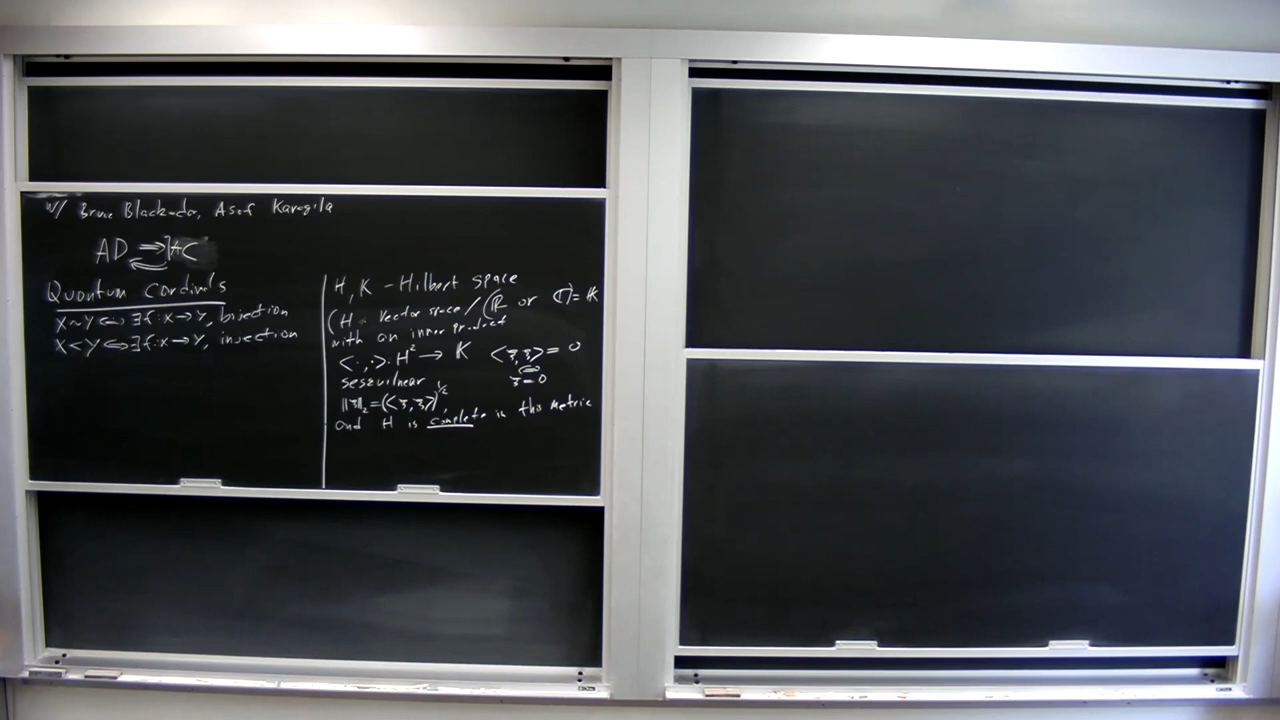 w/ Bruce Blackadar, Asaf Karagila
AD ⇒ ]AC
Quantum Cardinals
X~Y ⇔ ∃f:X→Y, bijection
X<Y ⇔ ∃f:X→Y, injection
H, K - Hilbert Space
(H - Vector space / (ℝ or ℂ) = 𝕂
with an inner product
<·,·>: H² → 𝕂 <ξ,ξ> = 0
⇔
sesquilinear ξ = 0
‖ξ‖₂ = (<ξ,ξ>)^{1/2},
and H is complete in this metric